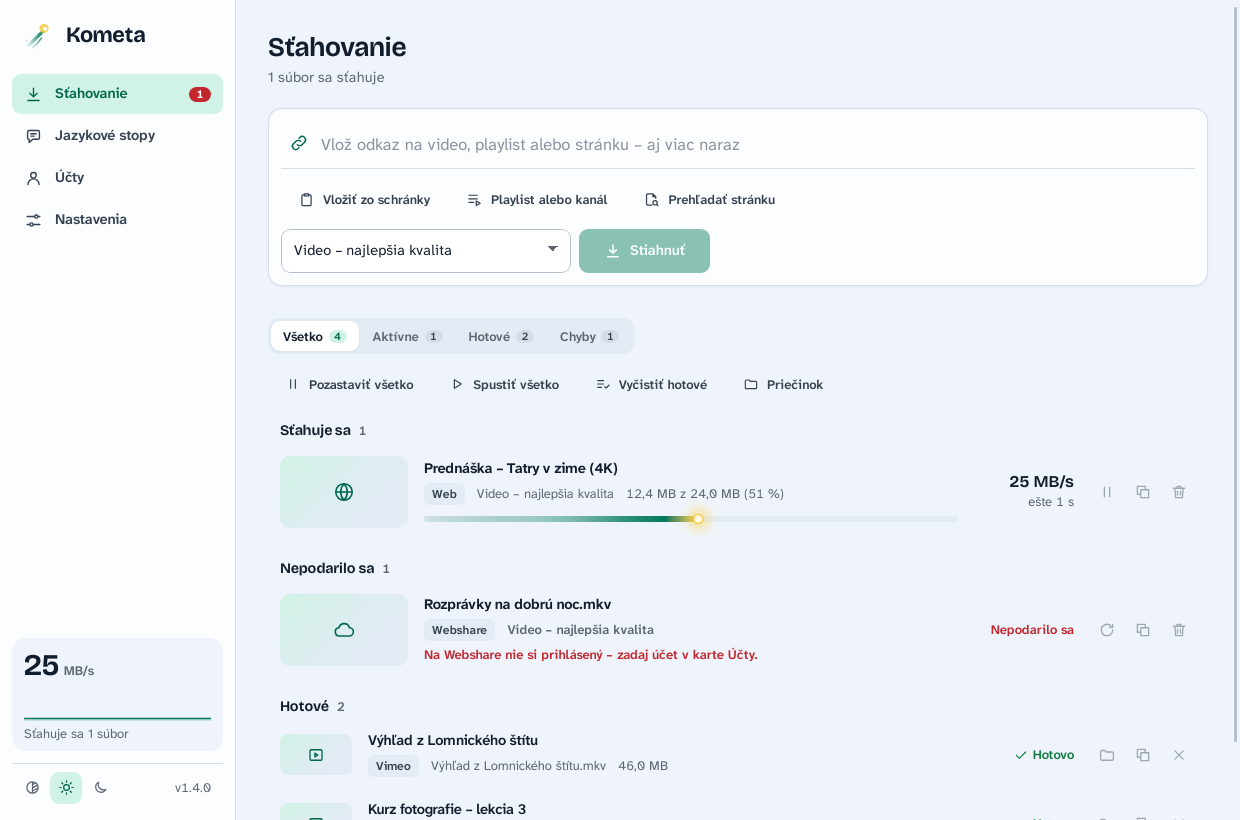 Kometa
Sťahovanie 1
Jazykové stopy
Účty
Nastavenia
25 MB/s
Sťahuje sa 1 súbor
v1.4.0
Sťahovanie
1 súbor sa sťahuje
Vlož odkaz na video, playlist alebo stránku – aj viac naraz
Vložiť zo schránky Playlist alebo kanál Prehľadať stránku
Video – najlepšia kvalita Stiahnuť
Všetko 4 Aktívne 1 Hotové 2 Chyby 1
Pozastaviť všetko Spustiť všetko Vyčistiť hotové Priečinok
Sťahuje sa 1
Prednáška – Tatry v zime (4K)
Web Video – najlepšia kvalita 12,4 MB z 24,0 MB (51 %)
25 MB/s
ešte 1 s
Nepodarilo sa 1
Rozprávky na dobrú noc.mkv
Webshare Video – najlepšia kvalita
Na Webshare nie si prihlásený – zadaj účet v karte Účty.
Nepodarilo sa
Hotové 2
Výhľad z Lomnického štítu
Vimeo Výhľad z Lomnického štítu.mkv 46,0 MB
Hotovo
Kurz fotografie – lekcia 3